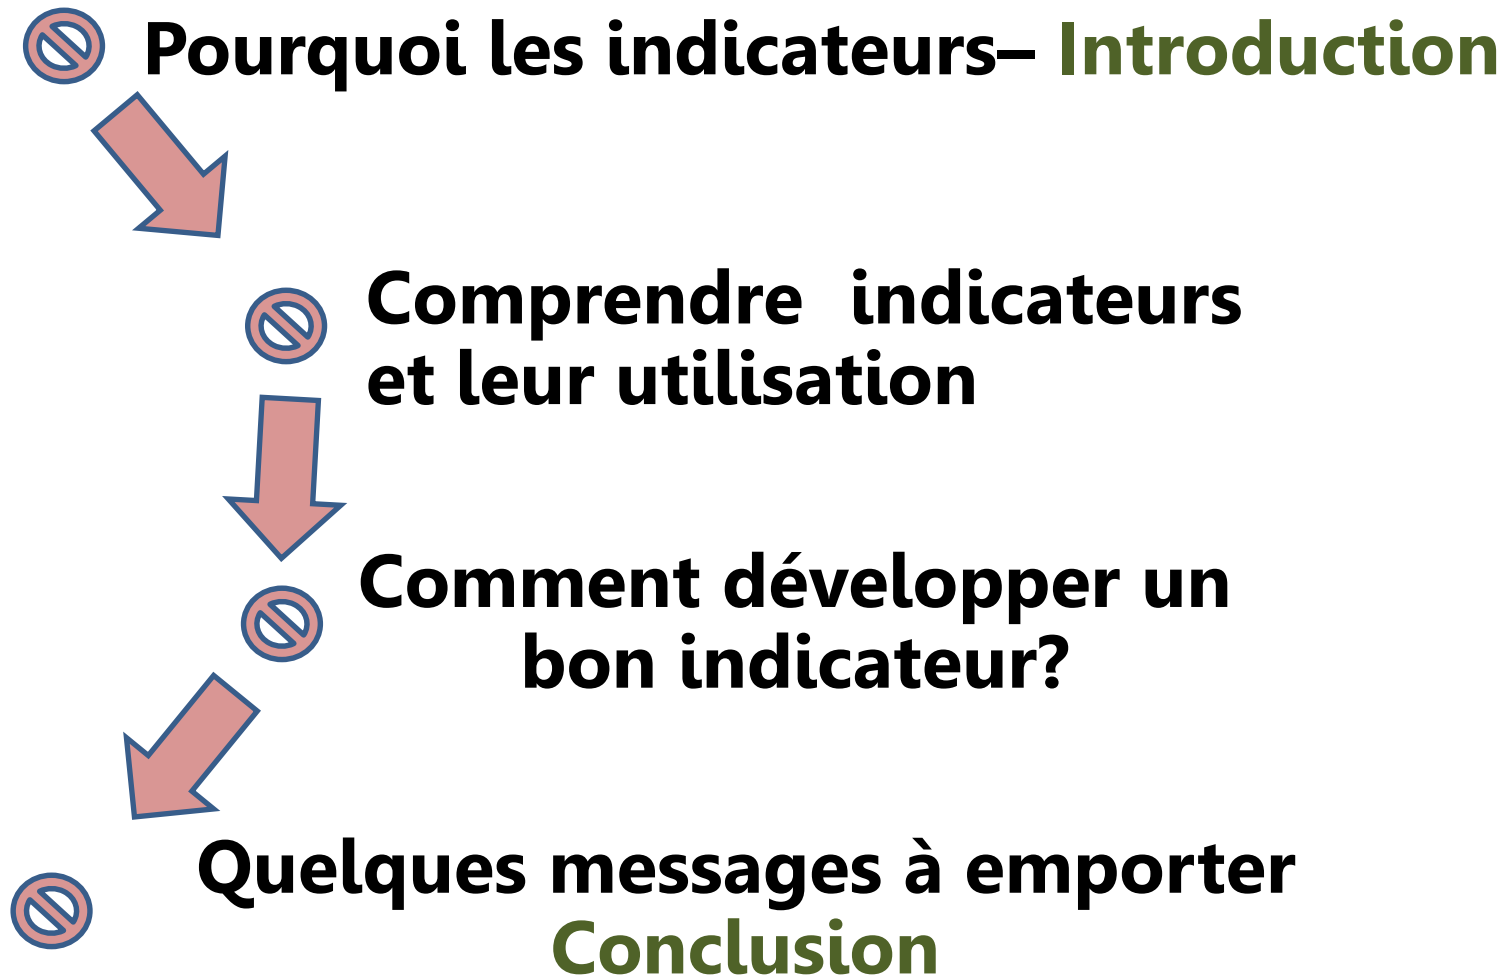 Pourquoi les indicateurs– Introduction
Comprendre indicateurs
et leur utilisation
Comment développer un
bon indicateur?
Quelques messages à emporter
Conclusion